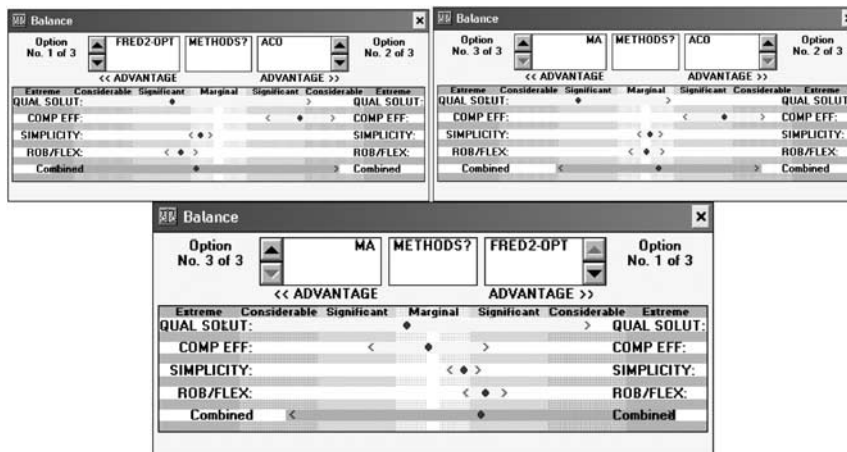 Balance
Option No. 1 of 3
FRED2-OPT
METHODS?
ACO
Option No. 2 of 3
<< ADVANTAGE
ADVANTAGE >>
Extreme Considerable Significant Marginal Significant Considerable Extreme
QUAL SOLUT: QUAL SOLUT:
COMP EFF: COMP EFF:
SIMPLICITY: SIMPLICITY:
ROB/FLEX: ROB/FLEX:
Combined Combined
Balance
Option No. 3 of 3
MA
METHODS?
ACO
Option No. 2 of 3
<< ADVANTAGE
ADVANTAGE >>
Extreme Considerable Significant Marginal Significant Considerable Extreme
QUAL SOLUT: QUAL SOLUT
COMP EFF: COMP EFF:
SIMPLICITY: SIMPLICITY:
ROB/FLEX: ROB/FLEX:
Combined Combined
Balance
Option No. 3 of 3
MA
METHODS?
FRED2-OPT
Option No. 1 of 3
<< ADVANTAGE
ADVANTAGE >>
Extreme Considerable Significant Marginal Significant Considerable Extreme
QUAL SOLUT: QUAL SOLUT:
COMP EFF: COMP EFF:
SIMPLICITY: SIMPLICITY:
ROB/FLEX: ROB/FLEX:
Combined Combined